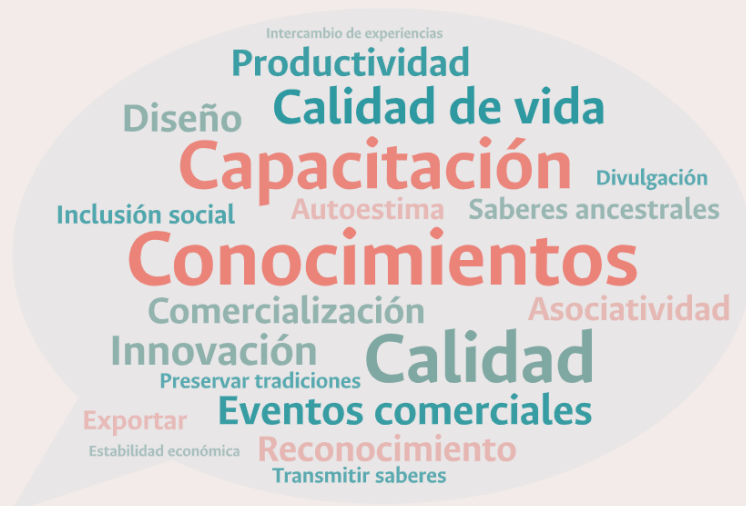 Intercambio de experiencias
Productividad
Calidad de vida
Diseño
Capacitación
Divulgación
Inclusión social
Autoestima
Saberes ancestrales
Conocimientos
Comercialización
Asociatividad
Innovación
Calidad
Preservar tradiciones
Exportar
Eventos comerciales
Estabilidad económica
Reconocimiento
Transmitir saberes